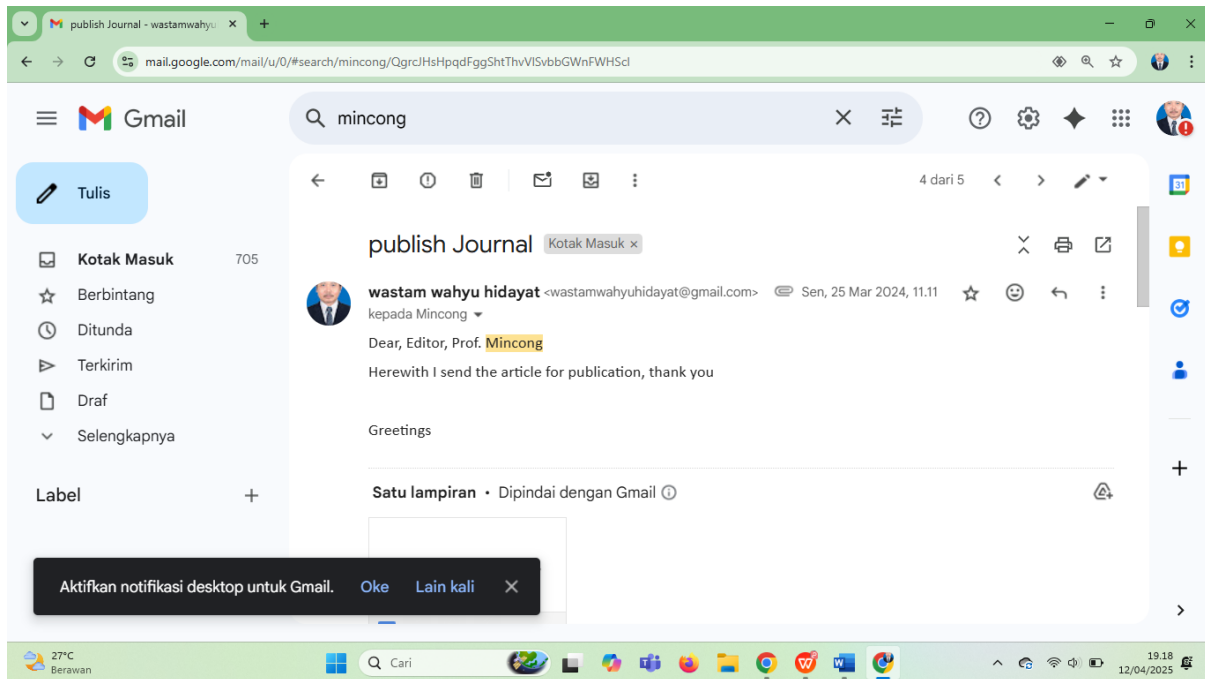 publish Journal - wastamwahyu
mail.google.com/mail/u/0/#search/mincong/QgrcJHsHpqdFggShtThvVlSvbbGWnFWHScl
Gmail
mincong
Tulis
4 dari 5
31
Kotak Masuk 705
Berbintang
Ditunda
Terkirim
Draf
Selengkapnya
Label
publish Journal Kotak Masuk ×
wastam wahyu hidayat <wastamwahyuhidayat@gmail.com> Sen, 25 Mar 2024, 11.11
kepada Mincong
Dear, Editor, Prof. Mincong
Herewith I send the article for publication, thank you
Greetings
Satu lampiran • Dipindai dengan Gmail
Aktifkan notifikasi desktop untuk Gmail. Oke Lain kali
27°C
Berawan
Cari
19.18
12/04/2025